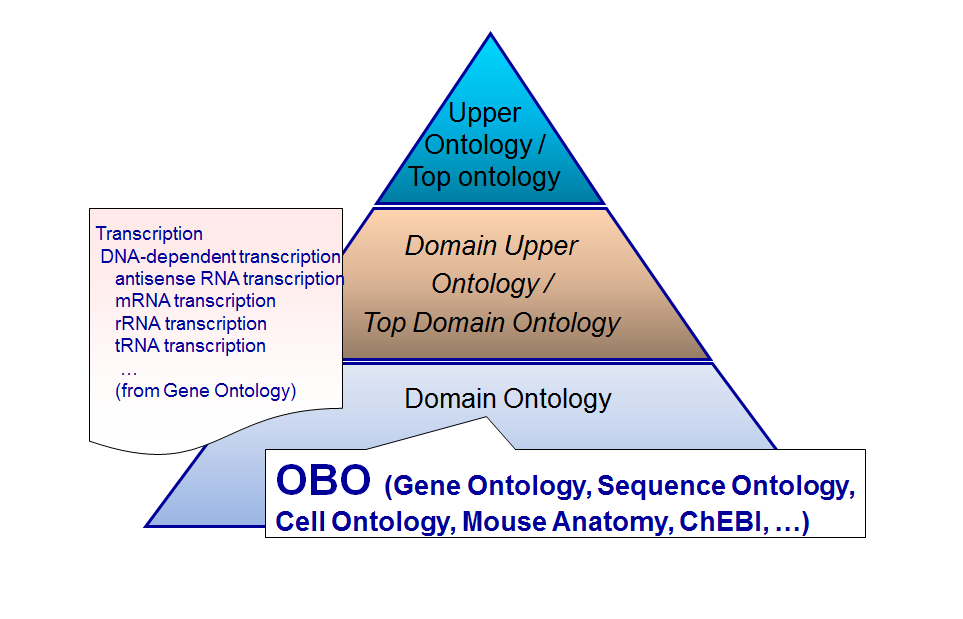 Upper
Ontology /
Top ontology
Transcription
DNA-dependent transcription
antisense RNA transcription
mRNA transcription
rRNA transcription
tRNA transcription
…
(from Gene Ontology)
Domain Upper
Ontology /
Top Domain Ontology
Domain Ontology
OBO (Gene Ontology, Sequence Ontology,
Cell Ontology, Mouse Anatomy, ChEBI, …)